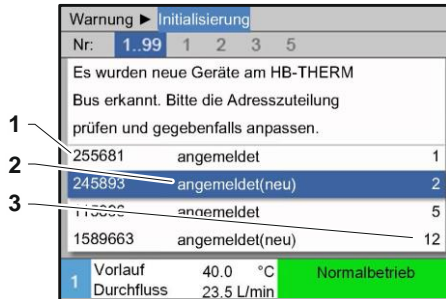 Warnung ► Initialisierung
Nr: 1..99 1 2 3 5
Es wurden neue Geräte am HB-THERM
Bus erkannt. Bitte die Adresszuteilung
prüfen und gegebenfalls anpassen.
1
255681 angemeldet 1
2
245893 angemeldet(neu) 2
3
angemeldet 5
1589663 angemeldet(neu) 12
1 Vorlauf 40.0 °C Normalbetrieb
Durchfluss 23.5 L/min